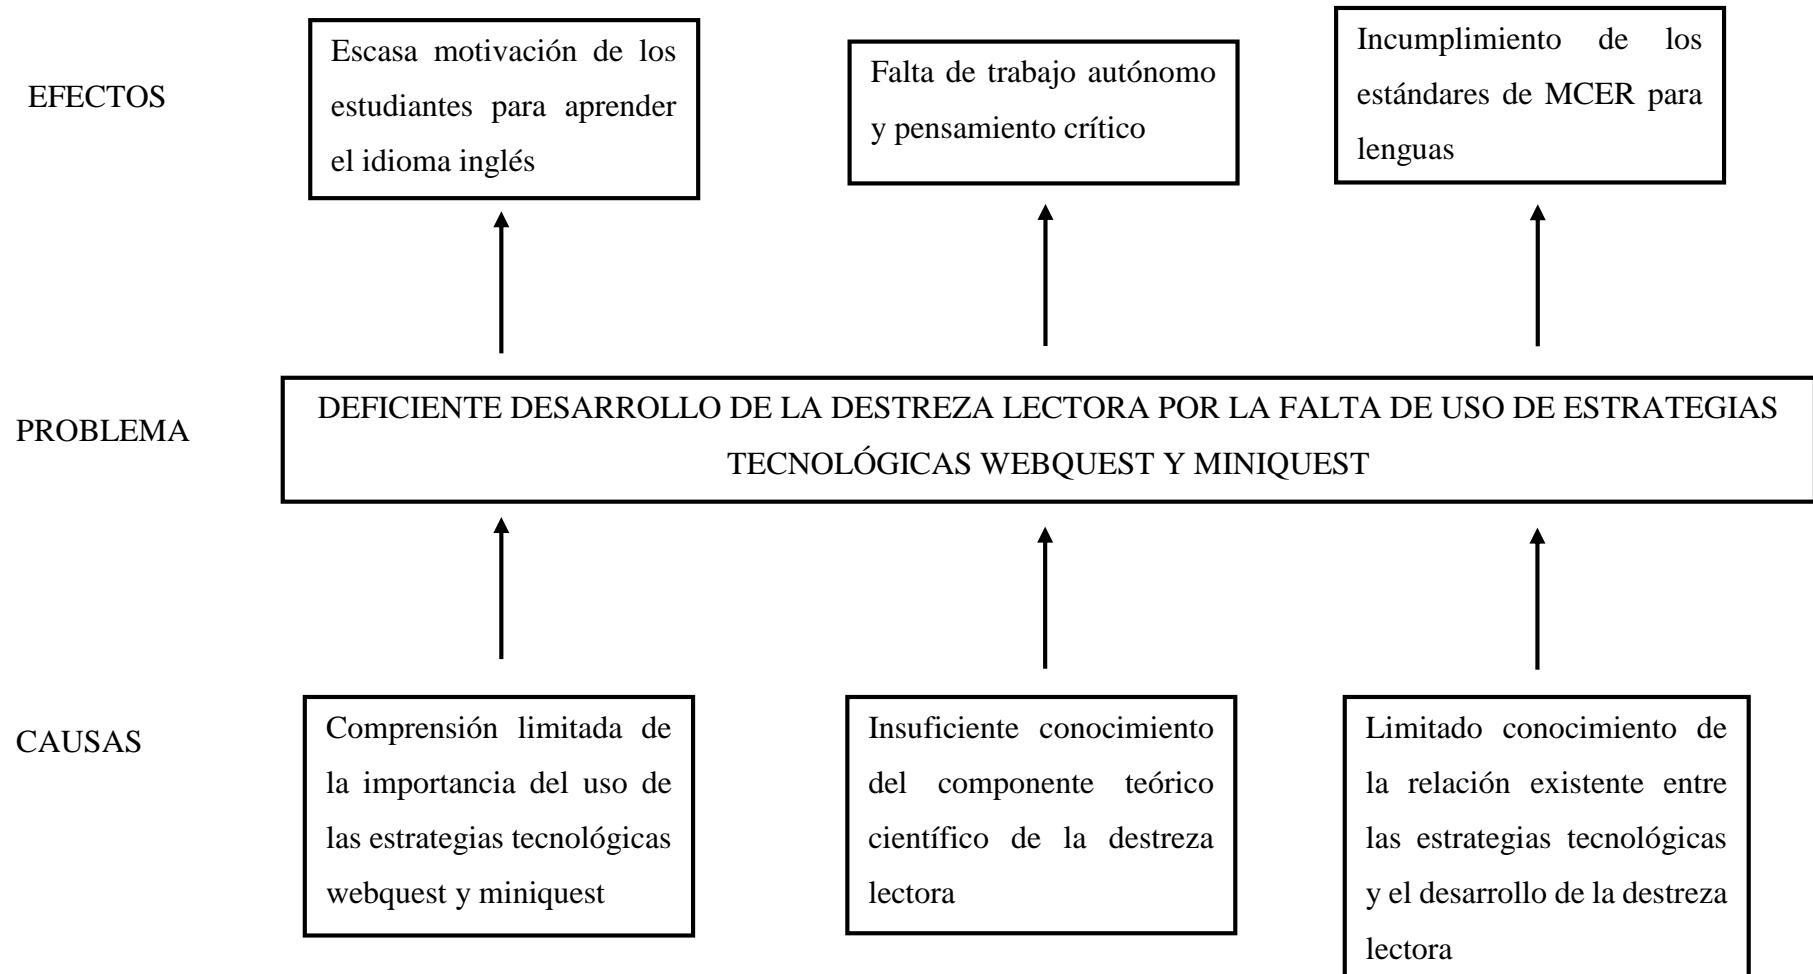 EFECTOS
Escasa motivación de los
estudiantes para aprender
el idioma inglés
Falta de trabajo autónomo
y pensamiento crítico
Incumplimiento de los
estándares de MCER para
lenguas
PROBLEMA
DEFICIENTE DESARROLLO DE LA DESTREZA LECTORA POR LA FALTA DE USO DE ESTRATEGIAS
TECNOLÓGICAS WEBQUEST Y MINIQUEST
CAUSAS
Comprensión limitada de
la importancia del uso de
las estrategias tecnológicas
webquest y miniquest
Insuficiente conocimiento
del componente teórico
científico de la destreza
lectora
Limitado conocimiento de
la relación existente entre
las estrategias tecnológicas
y el desarrollo de la destreza
lectora